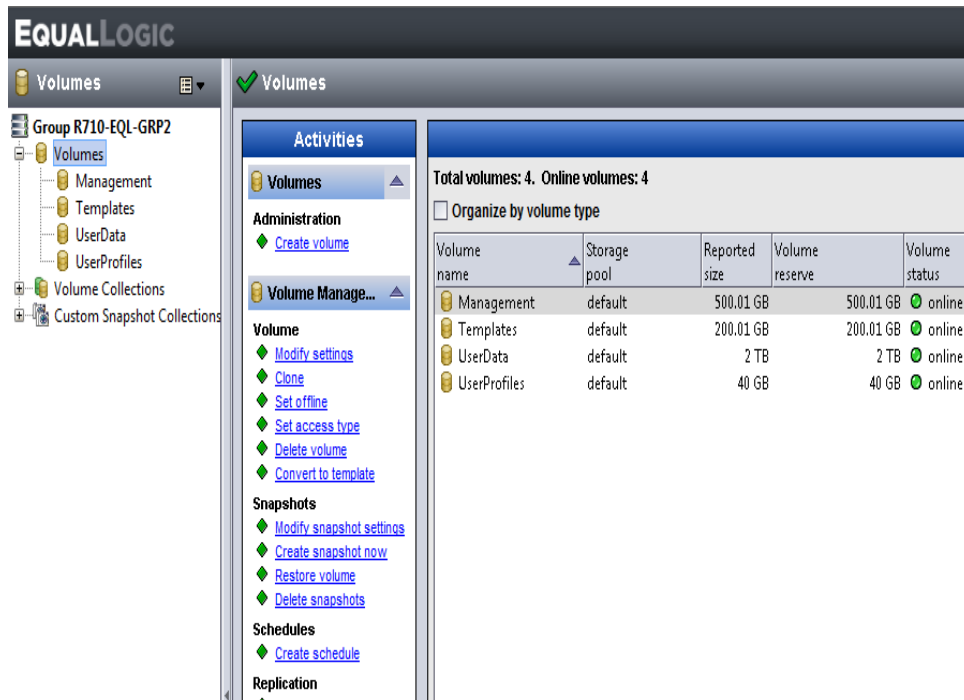 EQUALLOGIC
Volumes
Group R710-EQL-GRP2
Volumes
Management
Templates
UserData
UserProfiles
Volume Collections
Custom Snapshot Collections
Volumes
Activities
Volumes
Administration
Create volume
Volume Manage...
Volume
Modify settings
Clone
Set offline
Set access type
Delete volume
Convert to template
Snapshots
Modify snapshot settings
Create snapshot now
Restore volume
Delete snapshots
Schedules
Create schedule
Replication
Total volumes: 4. Online volumes: 4
Organize by volume type
Volume name Storage pool Reported size Volume reserve Volume status
Management default 500.01 GB 500.01 GB online
Templates default 200.01 GB 200.01 GB online
UserData default 2 TB 2 TB online
UserProfiles default 40 GB 40 GB online